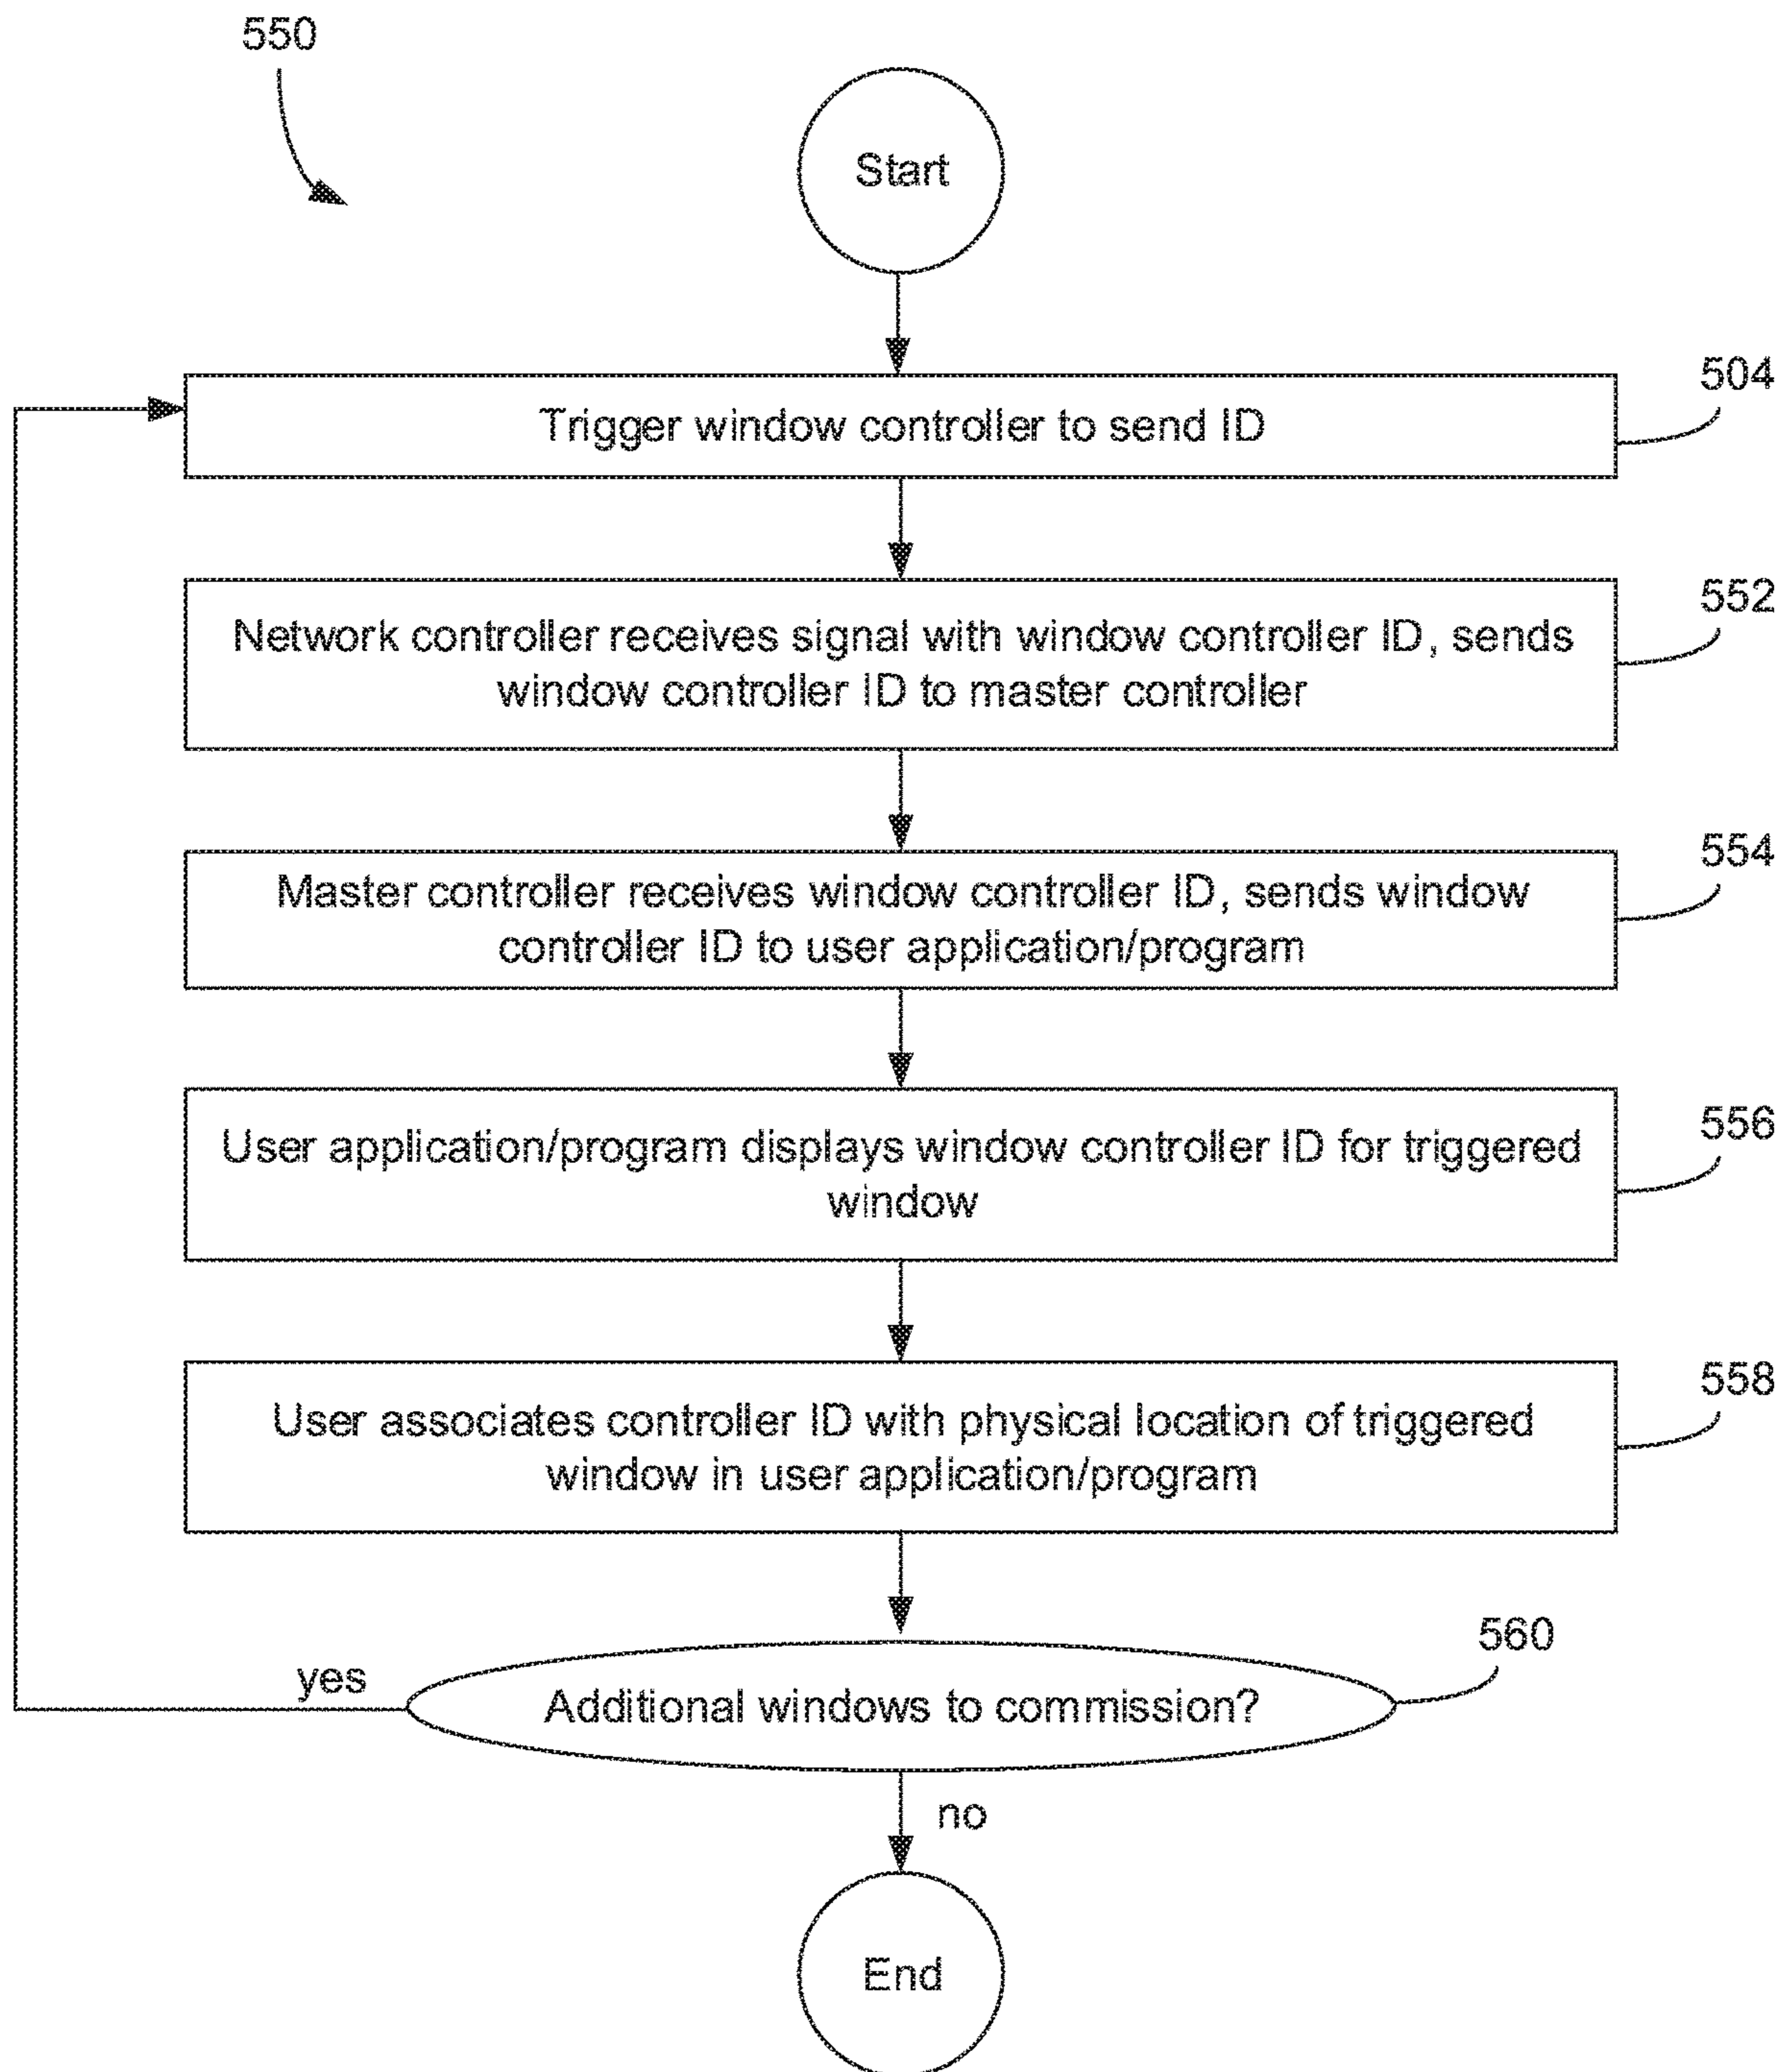 550
Start
504
Trigger window controller to send ID
552
Network controller receives signal with window controller ID, sends
window controller ID to master controller
554
Master controller receives window controller ID, sends window
controller ID to user application/program
556
User application/program displays window controller ID for triggered
window
558
User associates controller ID with physical location of triggered
window in user application/program
560
yes
Additional windows to commission?
no
End